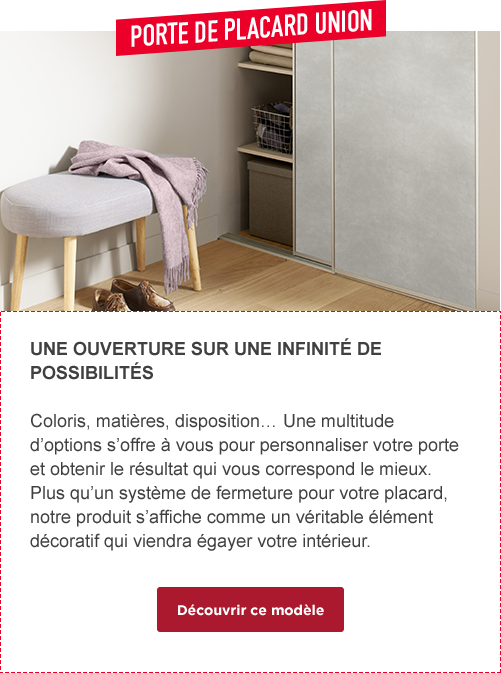 PORTE DE PLACARD UNION
UNE OUVERTURE SUR UNE INFINITÉ DE
POSSIBILITÉS
Coloris, matières, disposition… Une multitude
d’options s’offre à vous pour personnaliser votre porte
et obtenir le résultat qui vous correspond le mieux.
Plus qu’un système de fermeture pour votre placard,
notre produit s’affiche comme un véritable élément
décoratif qui viendra égayer votre intérieur.
Découvrir ce modèle